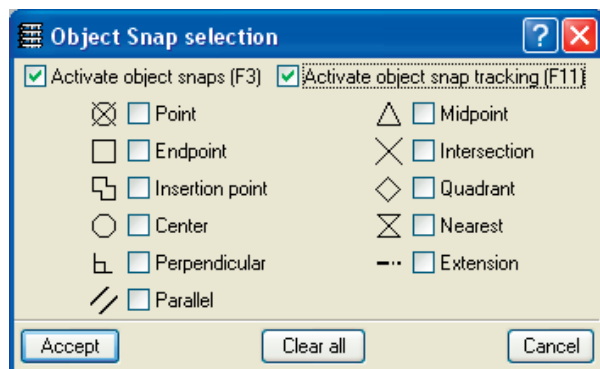 Object Snap selection
Activate object snaps (F3) Activate object snap tracking (F11)
Point Midpoint
Endpoint Intersection
Insertion point Quadrant
Center Nearest
Perpendicular Extension
Parallel
Accept Clear all Cancel